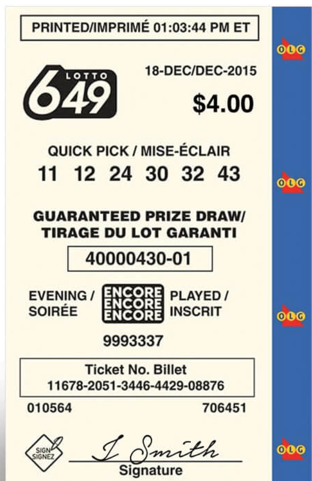 PRINTED/IMPRIMÉ 01:03:44 PM ET
OLG
LOTTO
649
18-DEC/DEC-2015
$4.00
QUICK PICK / MISE-ÉCLAIR
11 12 24 30 32 43
OLG
GUARANTEED PRIZE DRAW/
TIRAGE DU LOT GARANTI
40000430-01
EVENING / ENCORE PLAYED /
SOIRÉE ENCORE INSCRIT
ENCORE
OLG
9993337
Ticket No. Billet
11678-2051-3446-4429-08876
010564 706451
SIGN
SIGNEZ
I Smith
OLG
Signature